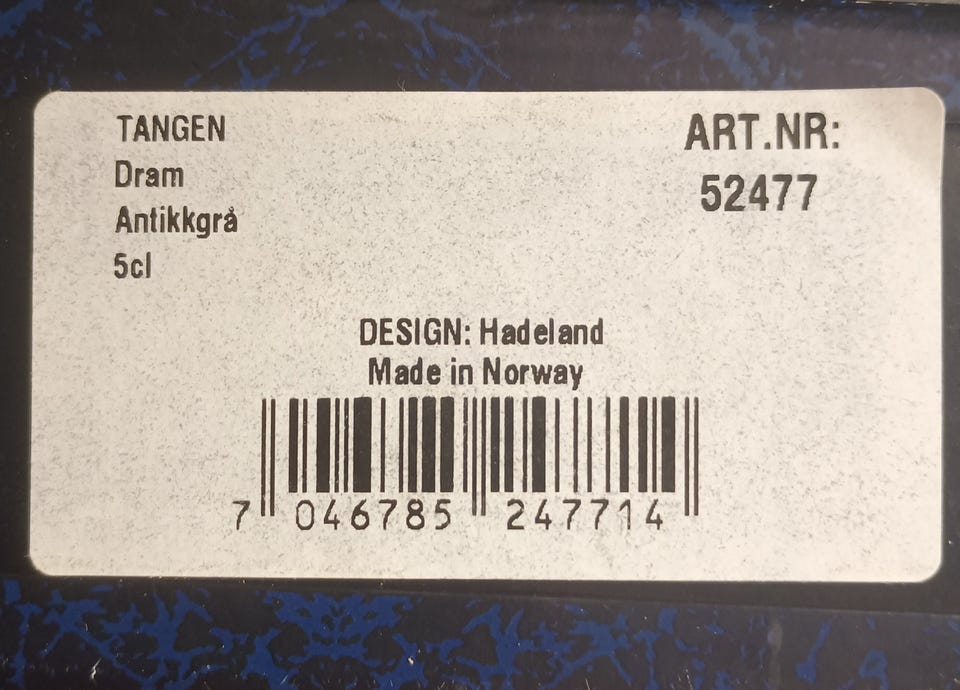 TANGEN
Dram
Antikkgrå
5cl
ART.NR:
52477
DESIGN: Hadeland
Made in Norway
7 046785 247714